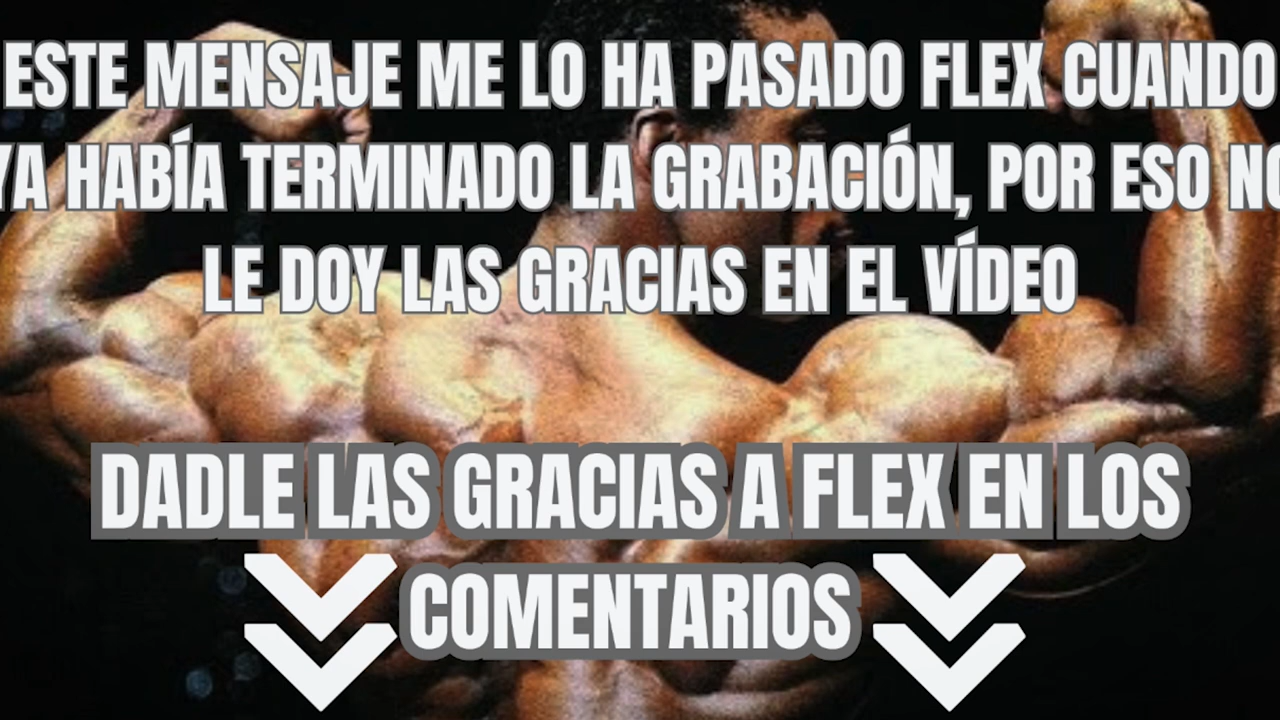 ESTE MENSAJE ME LO HA PASADO FLEX CUANDO
YA HABÍA TERMINADO LA GRABACIÓN, POR ESO NO
LE DOY LAS GRACIAS EN EL VÍDEO
DADLE LAS GRACIAS A FLEX EN LOS
COMENTARIOS